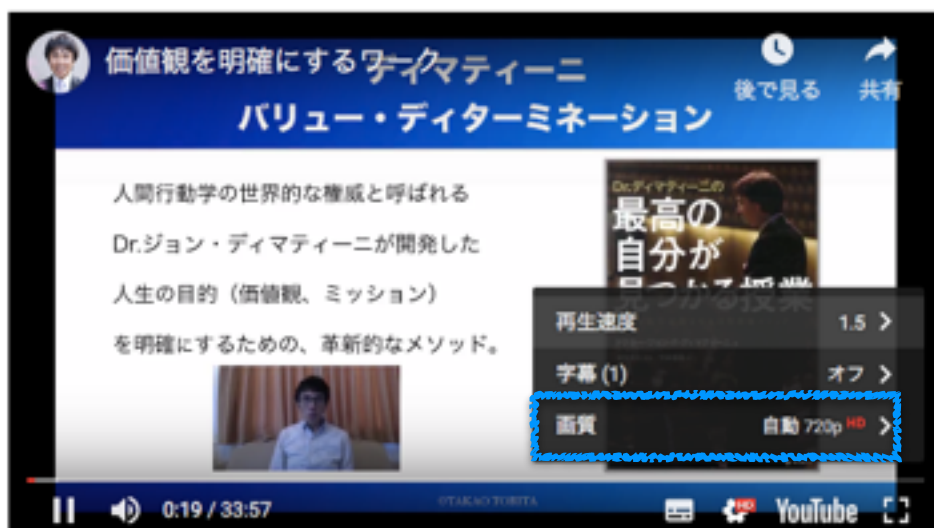 価値観を明確にするワーク
ディマティーニ
後で見る
共有
バリュー・ディターミネーション
人間行動学の世界的な権威と呼ばれる
Dr.ジョン・ディマティーニが開発した
人生の目的（価値観、ミッション）
を明確にするための、革新的なメソッド。
Dr.ディマティーニの
最高の
自分が
見つかる授業
再生速度 1.5
字幕 (1) オフ
画質 自動 720p HD
0:19 / 33:57
©TAKAO TOBITA
HD
YouTube